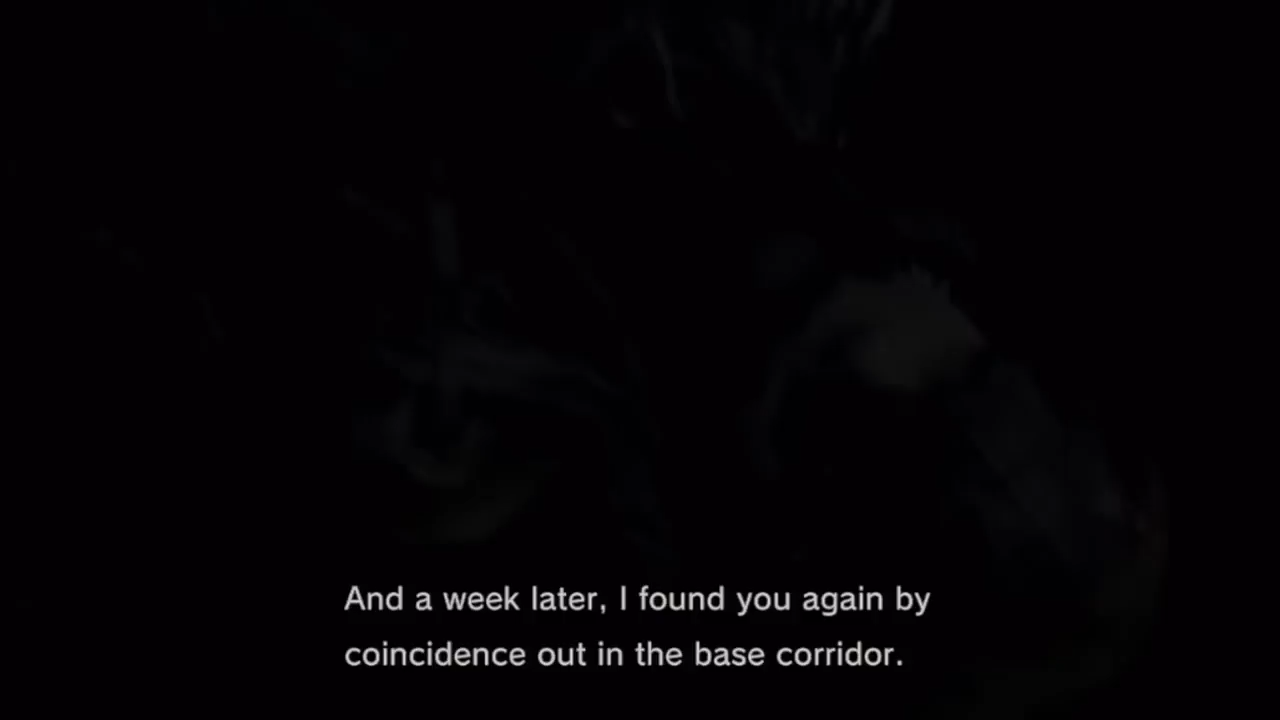 And a week later, I found you again by
coincidence out in the base corridor.